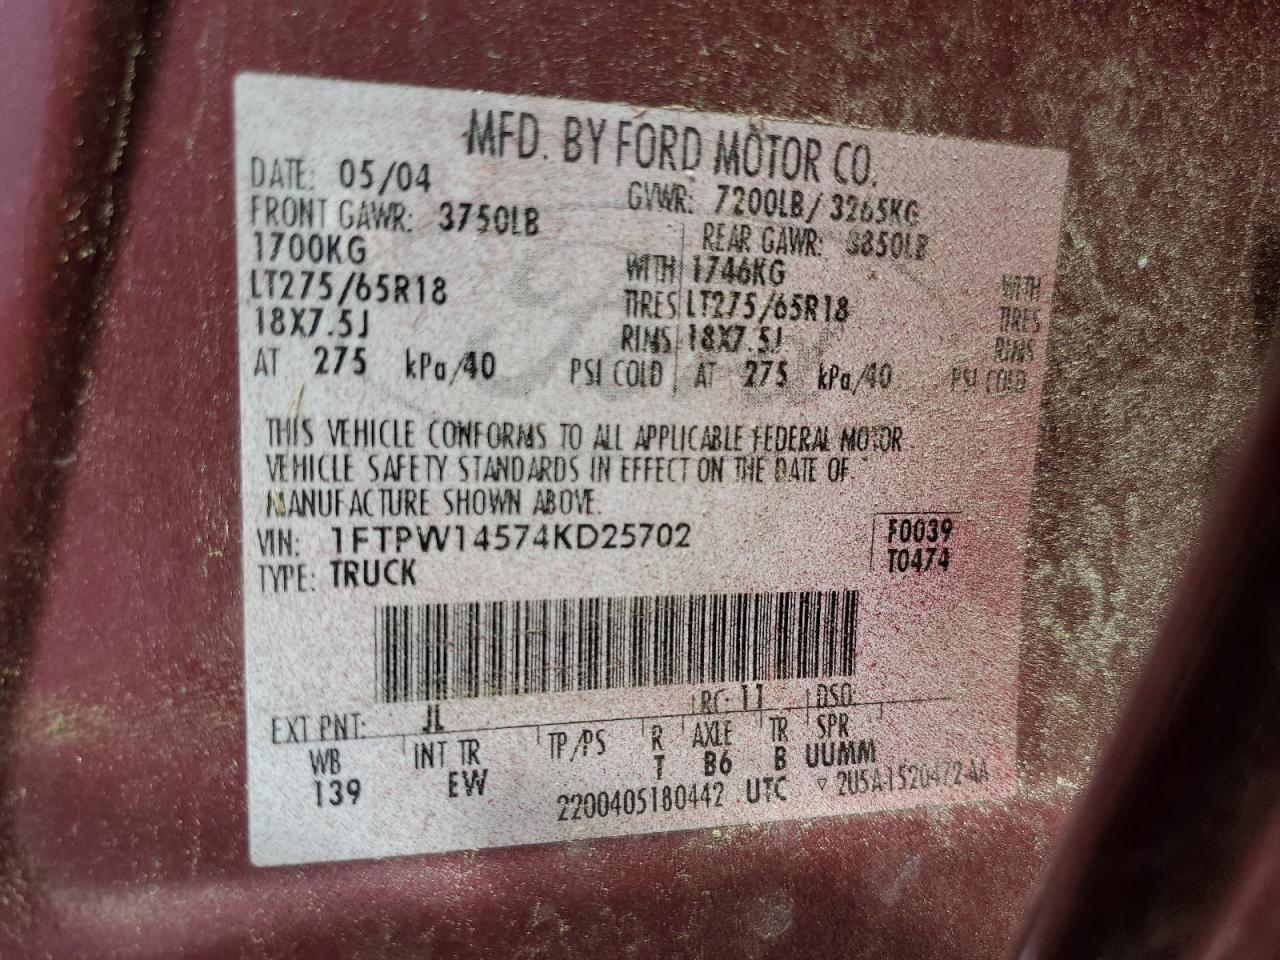 MFD. BY FORD MOTOR CO.
DATE: 05/04 GVWR: 7200LB/ 3265KG
FRONT GAWR: 3750LB REAR GAWR: 3850LB
1700KG WITH 1746KG WITH
LT275/65R18 TIRES LT275/65R18 TIRES
18X7.5J RIMS 18X7.5J RIMS
AT 275 kPa/40 PSI COLD AT 275 kPa/40 PSI COLD
THIS VEHICLE CONFORMS TO ALL APPLICABLE FEDERAL MOTOR
VEHICLE SAFETY STANDARDS IN EFFECT ON THE DATE OF
MANUFACTURE SHOWN ABOVE.
VIN: 1FTPW14574KD25702 F0039
TYPE: TRUCK T0474
EXT PNT: JL RC: 11 DSO:
WB INT TR TP/PS R AXLE TR SPR
139 EW T B6 B UUMM
2200405180442 UTC ▽ 2U5A-1520472-AA